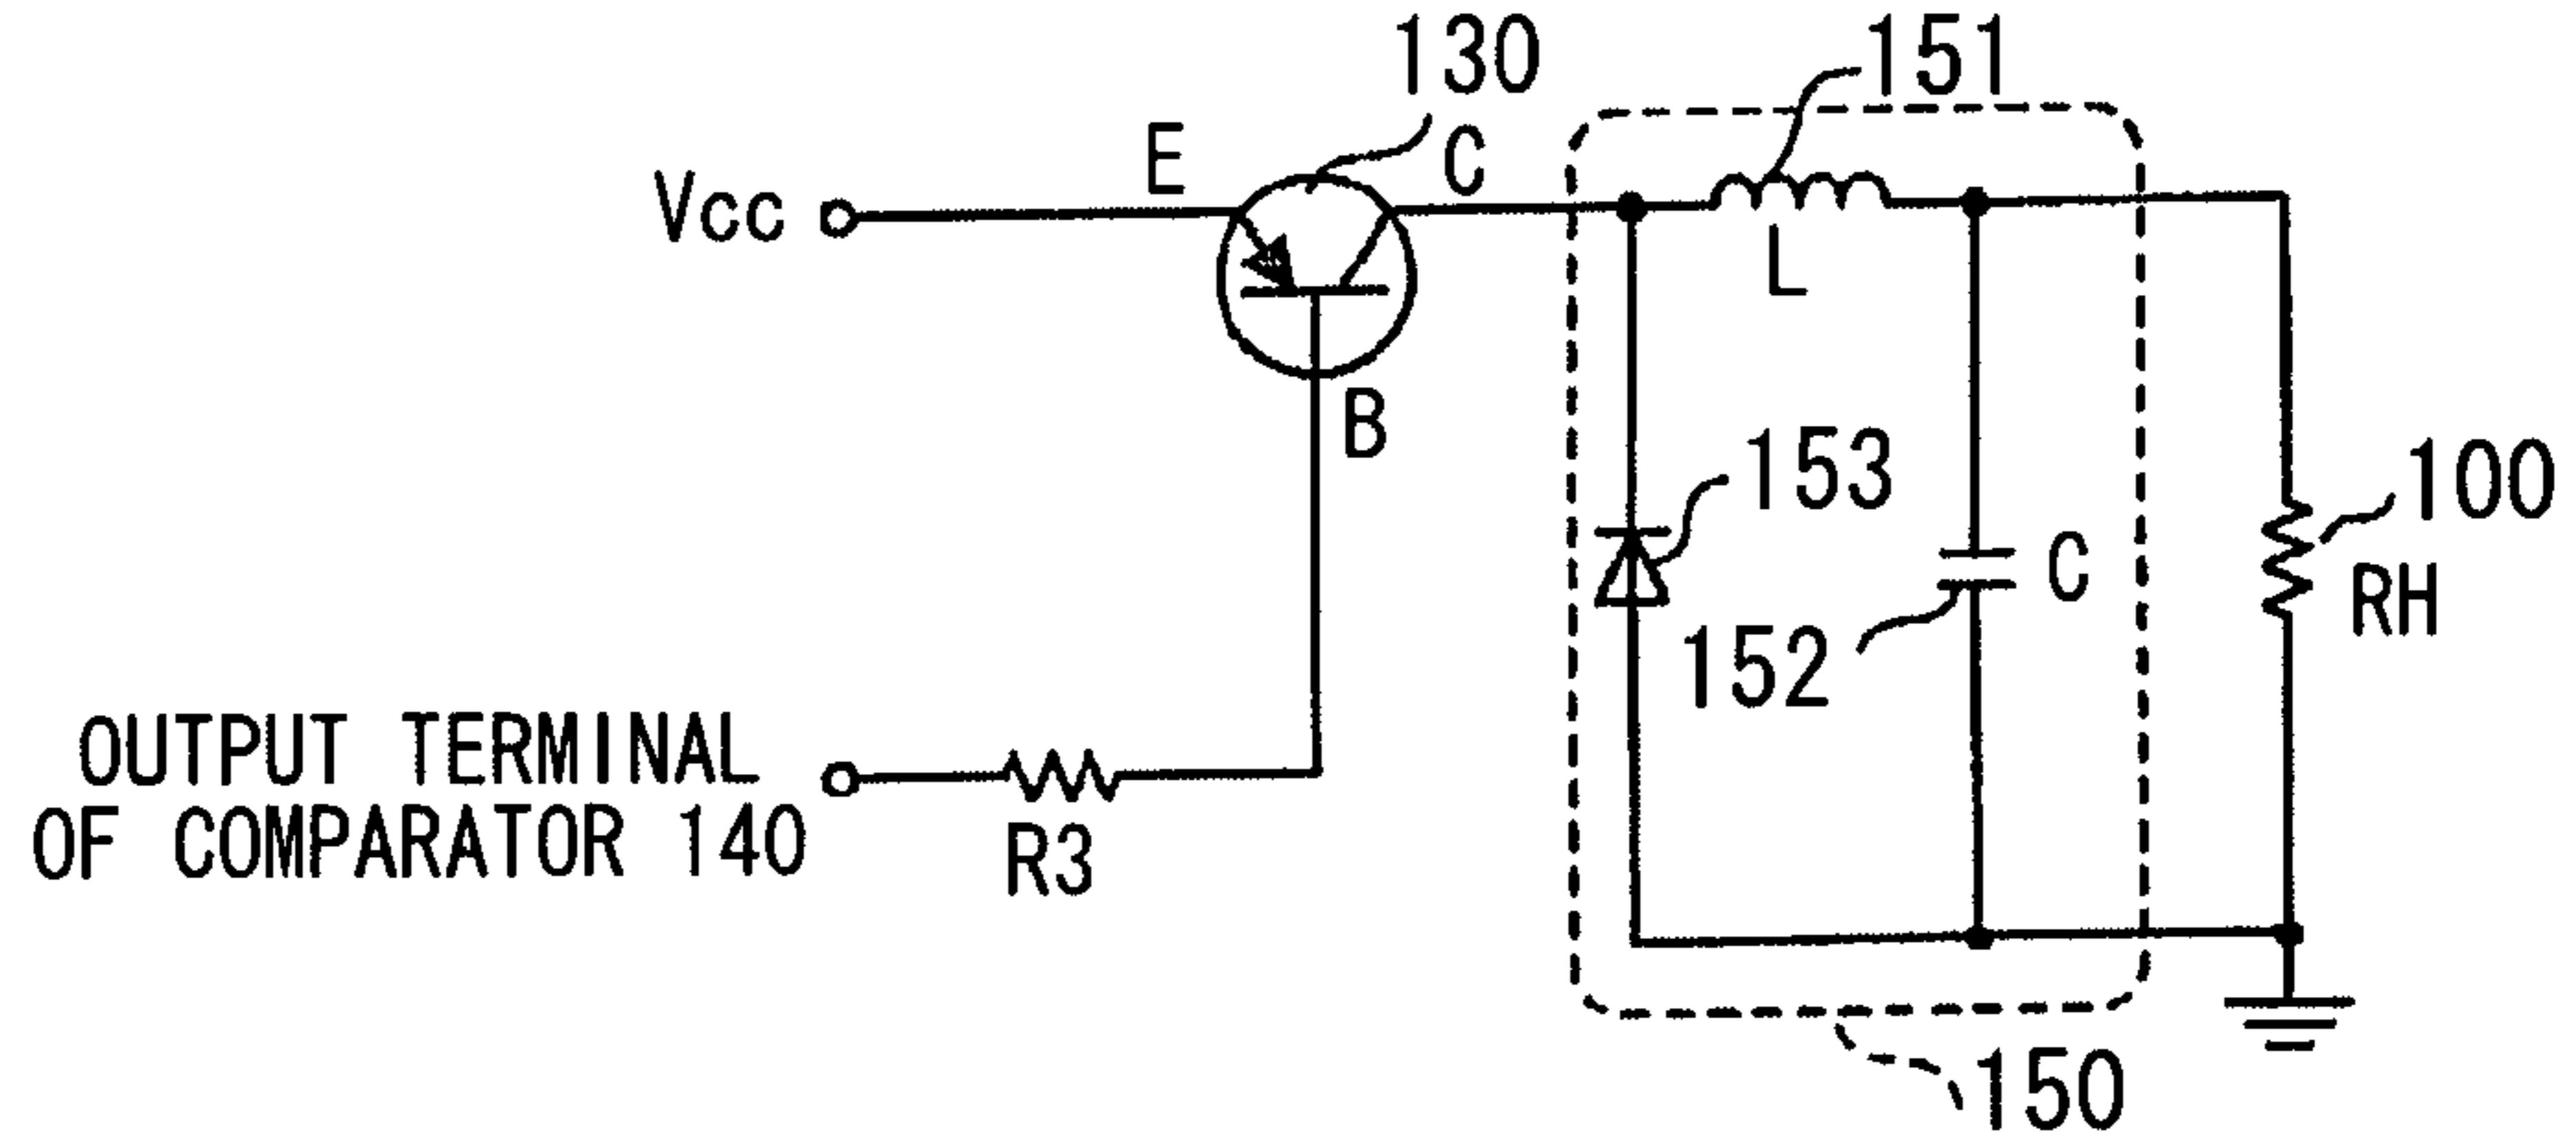 130
151
E
C
Vcc
L
B
153
100
C
RH
152
OUTPUT TERMINAL
OF COMPARATOR 140
R3
150